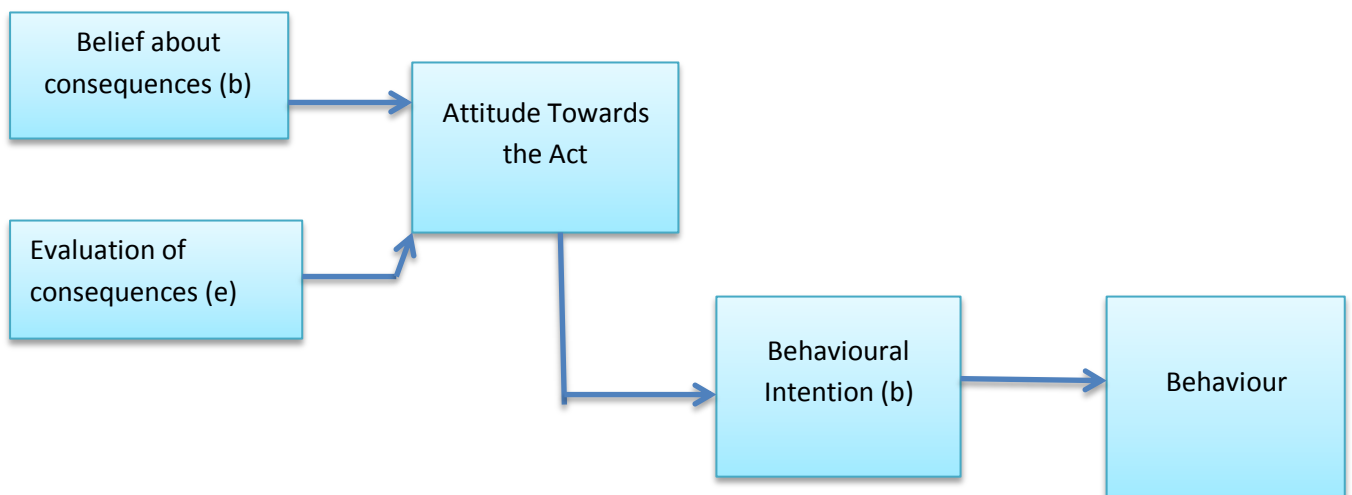 Belief about
consequences (b)
Attitude Towards
the Act
Evaluation of
consequences (e)
Behavioural
Intention (b)
Behaviour